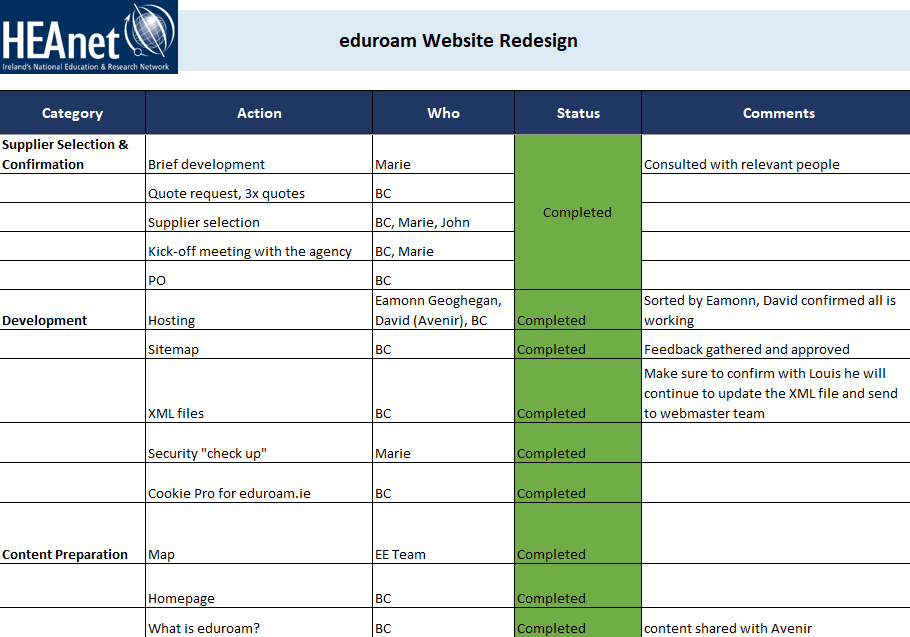 HEAnet
Ireland's National Education & Research Network
eduroam Website Redesign
Category Action Who Status Comments
Supplier Selection &
Confirmation Brief development Marie Consulted with relevant people
Quote request, 3x quotes BC
Completed
Supplier selection BC, Marie, John
Kick-off meeting with the agency BC, Marie
PO BC
Eamonn Geoghegan, Sorted by Eamonn, David confirmed all is
Development Hosting David (Avenir), BC Completed working
Sitemap BC Completed Feedback gathered and approved
Make sure to confirm with Louis he will
continue to update the XML file and send
XML files BC Completed to webmaster team
Security "check up" Marie Completed
Cookie Pro for eduroam.ie BC Completed
Content Preparation Map EE Team Completed
Homepage BC Completed
What is eduroam? BC Completed content shared with Avenir